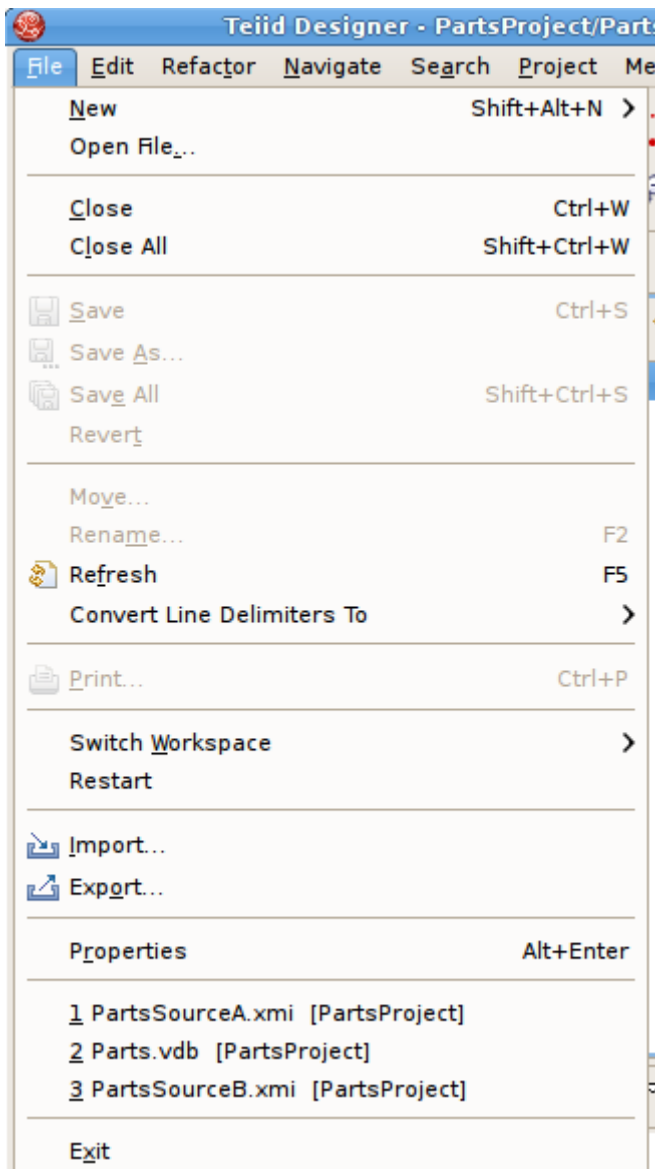 Teiid Designer - PartsProject/Parts
File Edit Refactor Navigate Search Project Me
New Shift+Alt+N
Open File...
Close Ctrl+W
Close All Shift+Ctrl+W
Save Ctrl+S
Save As...
Save All Shift+Ctrl+S
Revert
Move...
Rename... F2
Refresh F5
Convert Line Delimiters To
Print... Ctrl+P
Switch Workspace
Restart
Import...
Export...
Properties Alt+Enter
1 PartsSourceA.xmi [PartsProject]
2 Parts.vdb [PartsProject]
3 PartsSourceB.xmi [PartsProject]
Exit